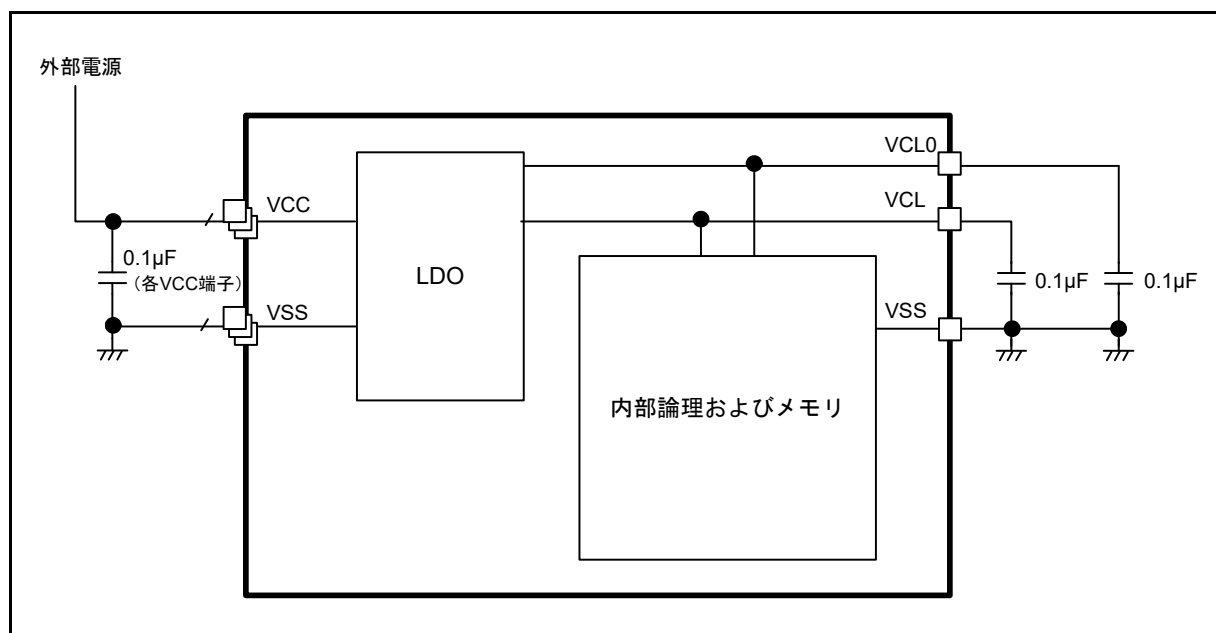 外部電源
VCL0
VCL
VCC
0.1µF
（各VCC端子）
LDO
0.1µF
0.1µF
VSS
VSS
内部論理およびメモリ